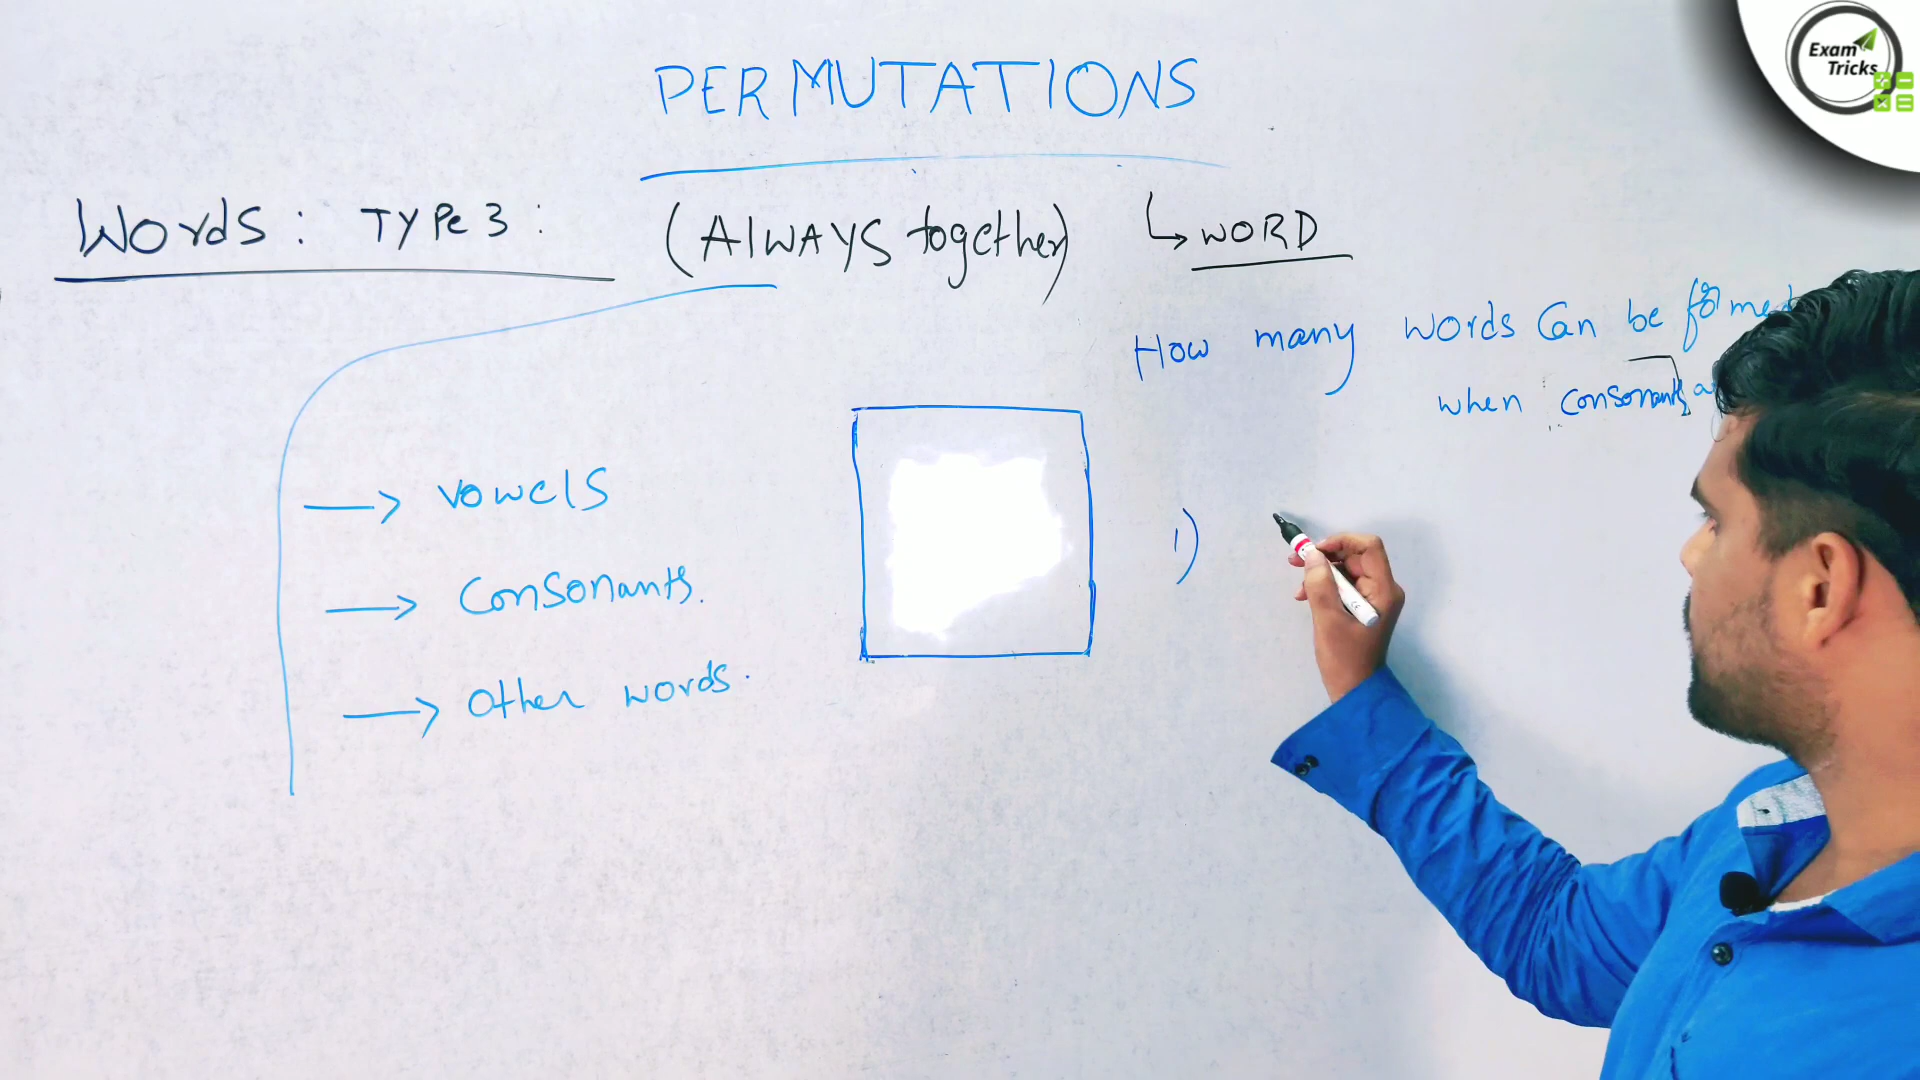 PERMUTATIONS
Words: TYPe 3: (AlWAYS together) ↳ WORD
How many words Can be formed
when Consonants
→ vowels
→ Consonants.
→ Other words.
1)
Exam
Tricks